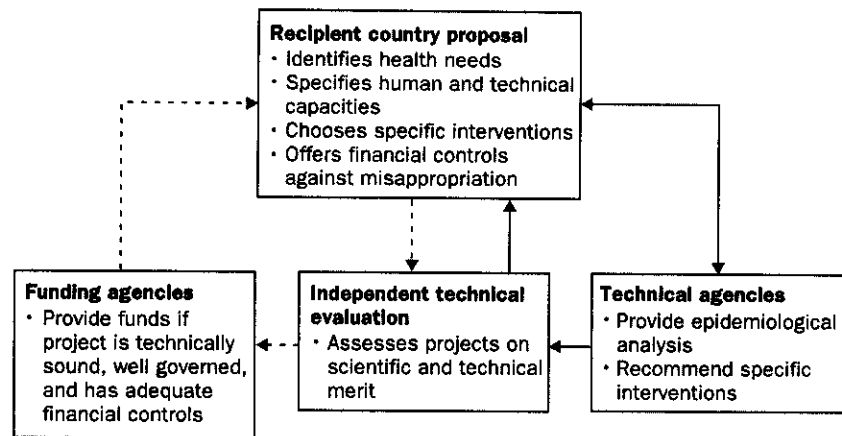 Recipient country proposal
· Identifies health needs
· Specifies human and technical
capacities
· Chooses specific interventions
· Offers financial controls
against misappropriation
Funding agencies
· Provide funds if
project is technically
sound, well governed,
and has adequate
financial controls
Independent technical
evaluation
· Assesses projects on
scientific and technical
merit
Technical agencies
· Provide epidemiological
analysis
· Recommend specific
interventions